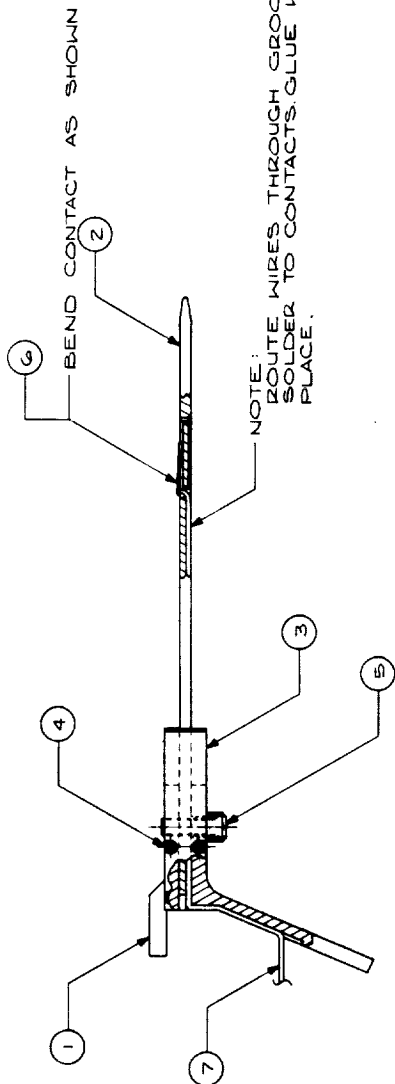 6
BEND CONTACT AS SHOWN
2
NOTE:
ROUTE WIRES THROUGH
SOLDER TO CONTACTS. GLUE
PLACE.
4
3
5
1
7